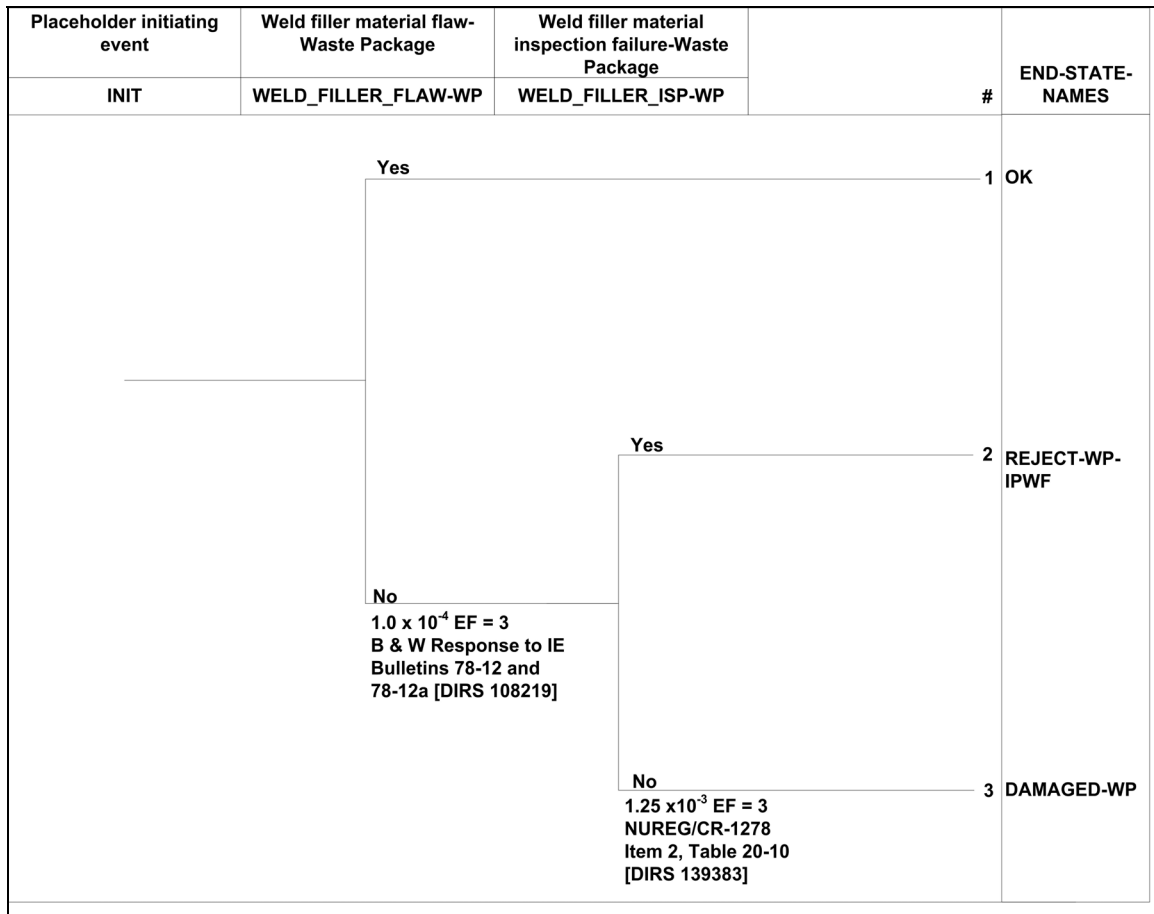 Placeholder initiating
event
Weld filler material flaw-
Waste Package
Weld filler material
inspection failure-Waste
Package
END-STATE-
NAMES
INIT
WELD_FILLER_FLAW-WP
WELD_FILLER_ISP-WP
#
Yes
1 OK
Yes
2 REJECT-WP-
IPWF
No
1.0 x 10⁻⁴ EF = 3
B & W Response to IE
Bulletins 78-12 and
78-12a [DIRS 108219]
No
3 DAMAGED-WP
1.25 x10⁻³ EF = 3
NUREG/CR-1278
Item 2, Table 20-10
[DIRS 139383]